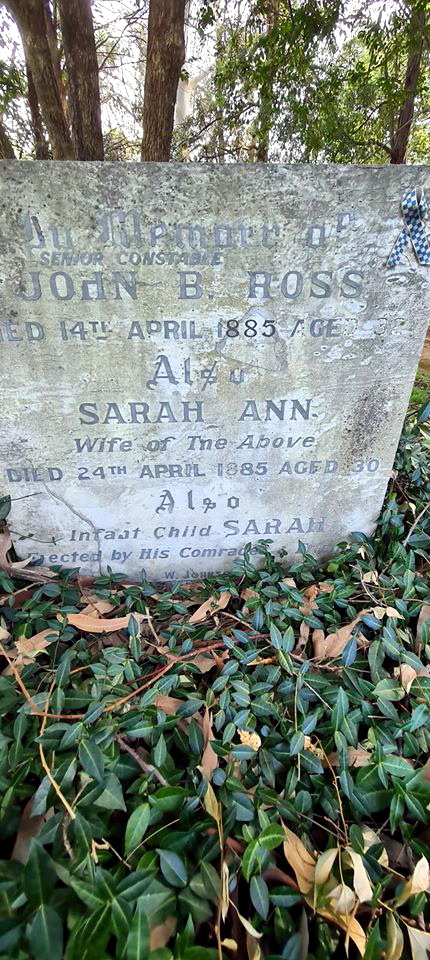 In Memory of
SENIOR CONSTABLE
JOHN B. ROSS
DIED 14TH APRIL 1885 AGED
Also
SARAH ANN
Wife of The Above
DIED 24TH APRIL 1885 AGED 30
Also
Infant Child SARAH
Erected by His Comrades
W.